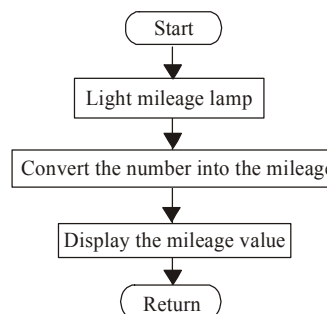 Start
Light mileage lamp
Convert the number into the mileage
Display the mileage value
Return